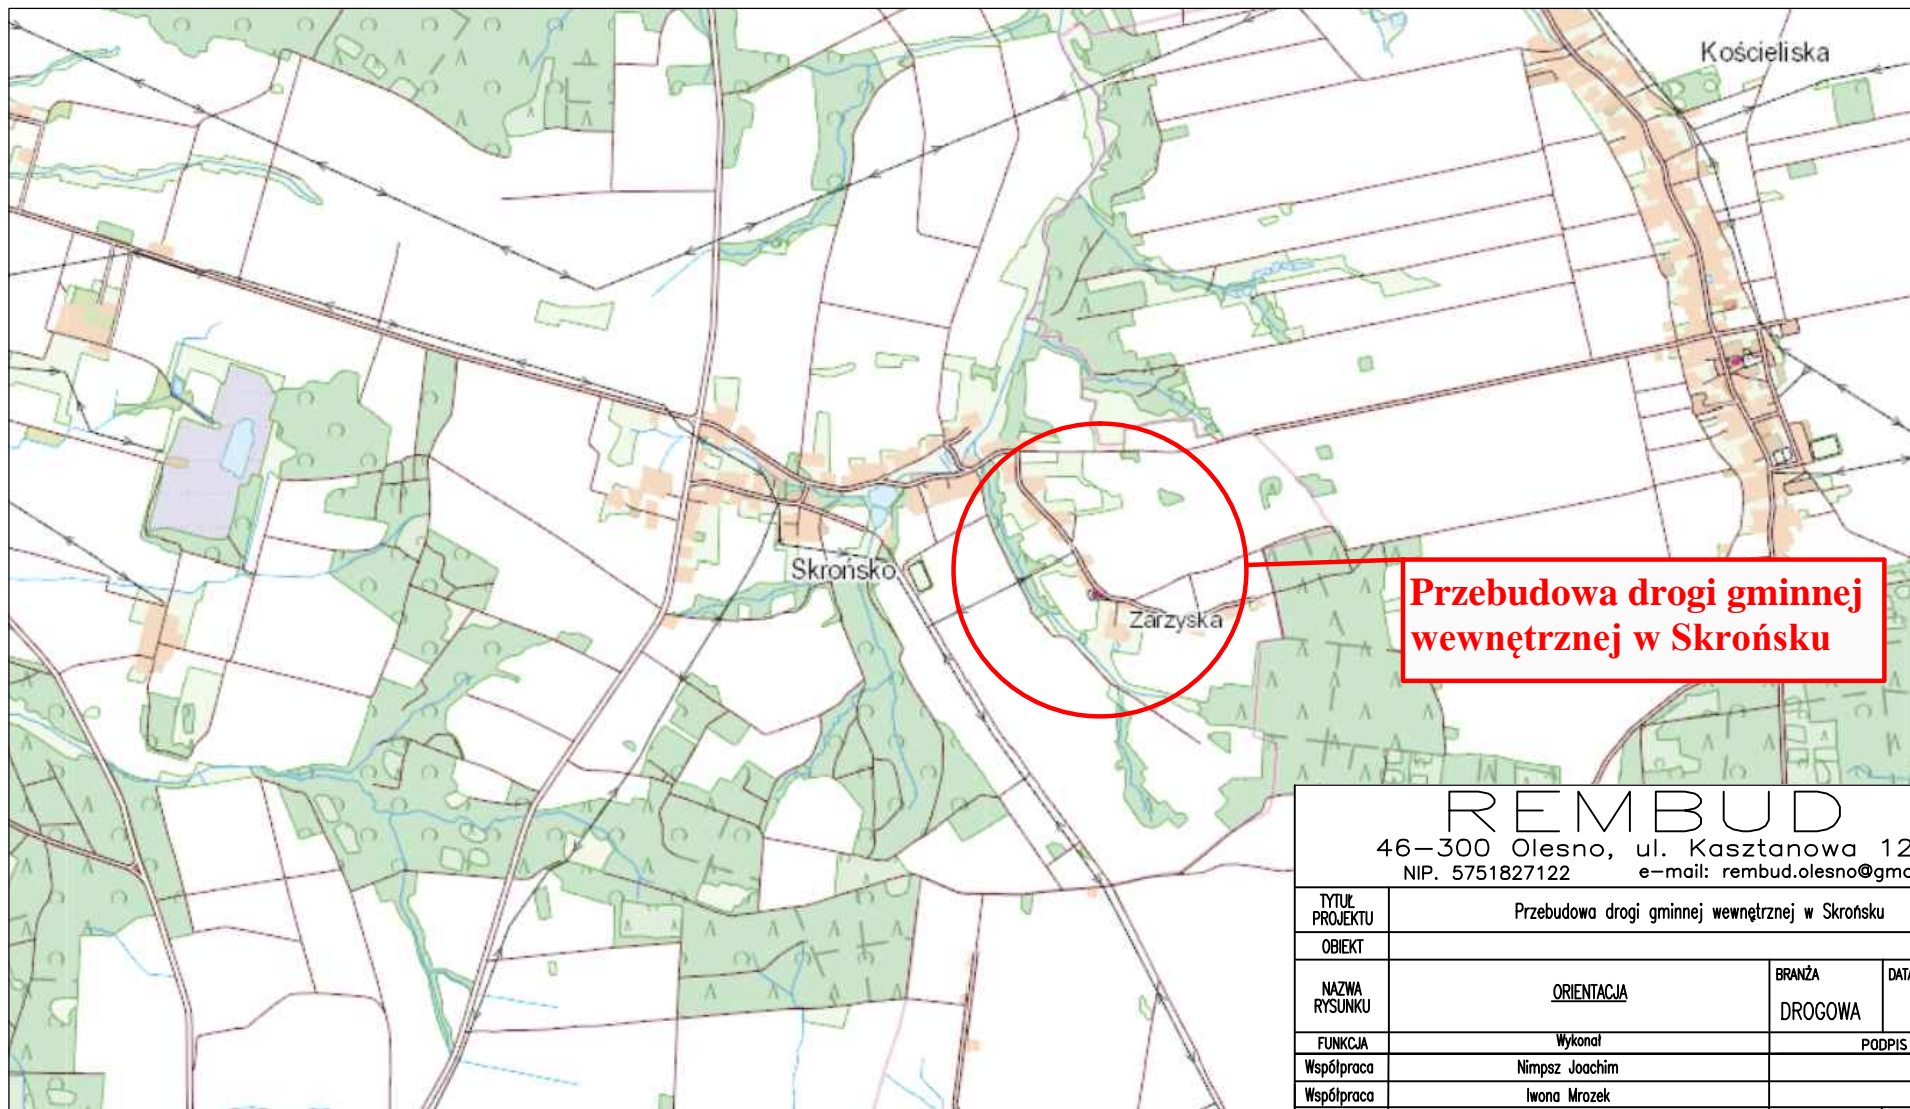 Kościeliska
Skrońsko
Zarzyska
Przebudowa drogi gminnej
wewnętrznej w Skrońsku
REMBUD
46-300 Olesno, ul. Kasztanowa 12
NIP. 5751827122 e-mail: rembud.olesno@gma
TYTUŁ
PROJEKTU
Przebudowa drogi gminnej wewnętrznej w Skrońsku
OBIEKT
NAZWA
RYSUNKU
ORIENTACJA
BRANŻA
DROGOWA
DATA
FUNKCJA Wykonał PODPIS
Współpraca Nimpsz Joachim
Współpraca Iwona Mrozek